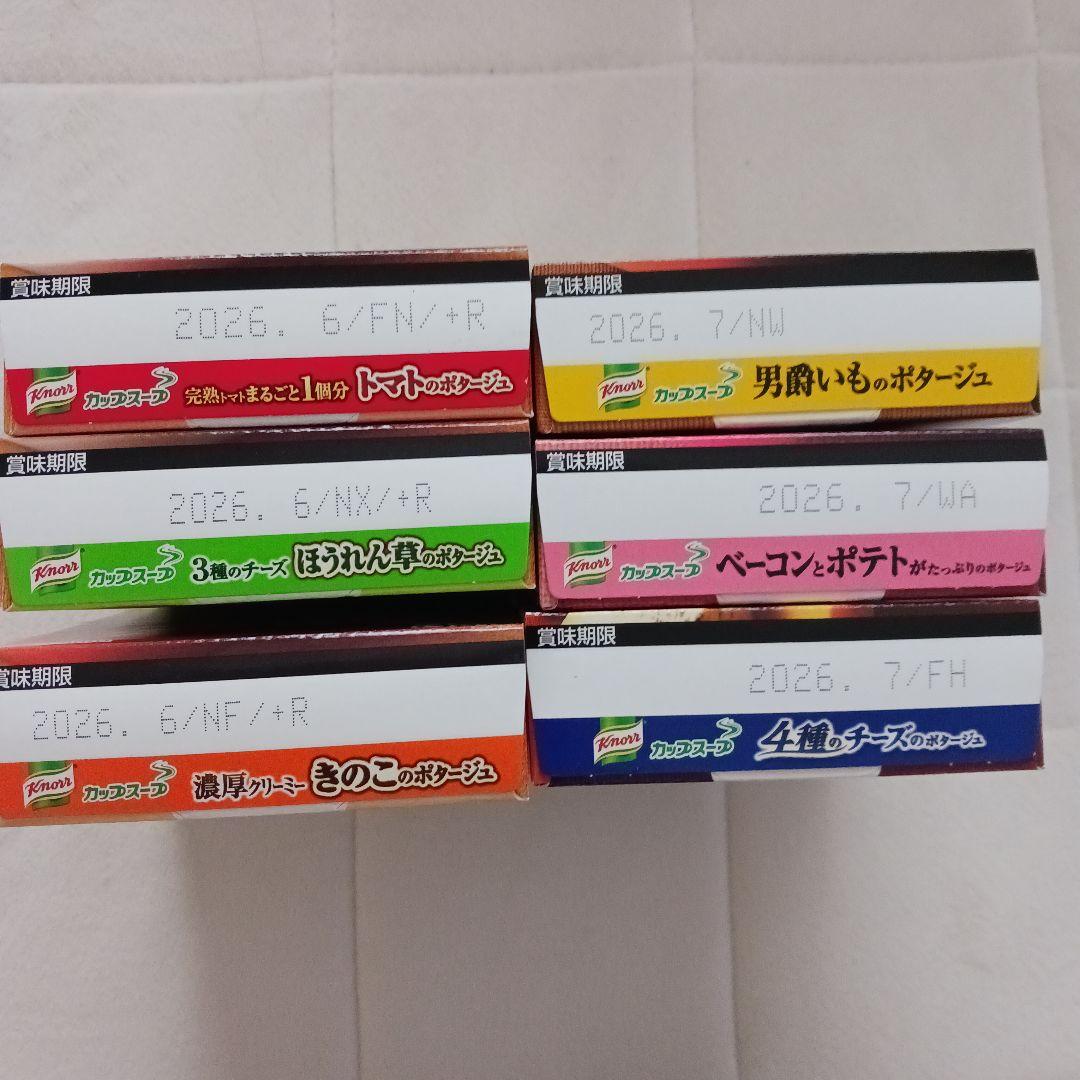 賞味期限
2026. 6/FN/+R
Knorr カップスープ 完熟トマトまるごと1個分 トマトのポタージュ
賞味期限
2026. 6/NX/+R
Knorr カップスープ 3種のチーズ ほうれん草のポタージュ
賞味期限
2026. 6/NF/+R
Knorr カップスープ 濃厚クリーミー きのこのポタージュ
賞味期限
2026. 7/NW
Knorr カップスープ 男爵いものポタージュ
賞味期限
2026. 7/WA
Knorr カップスープ ベーコンとポテトがたっぷりのポタージュ
賞味期限
2026. 7/FH
Knorr カップスープ 4種のチーズのポタージュ